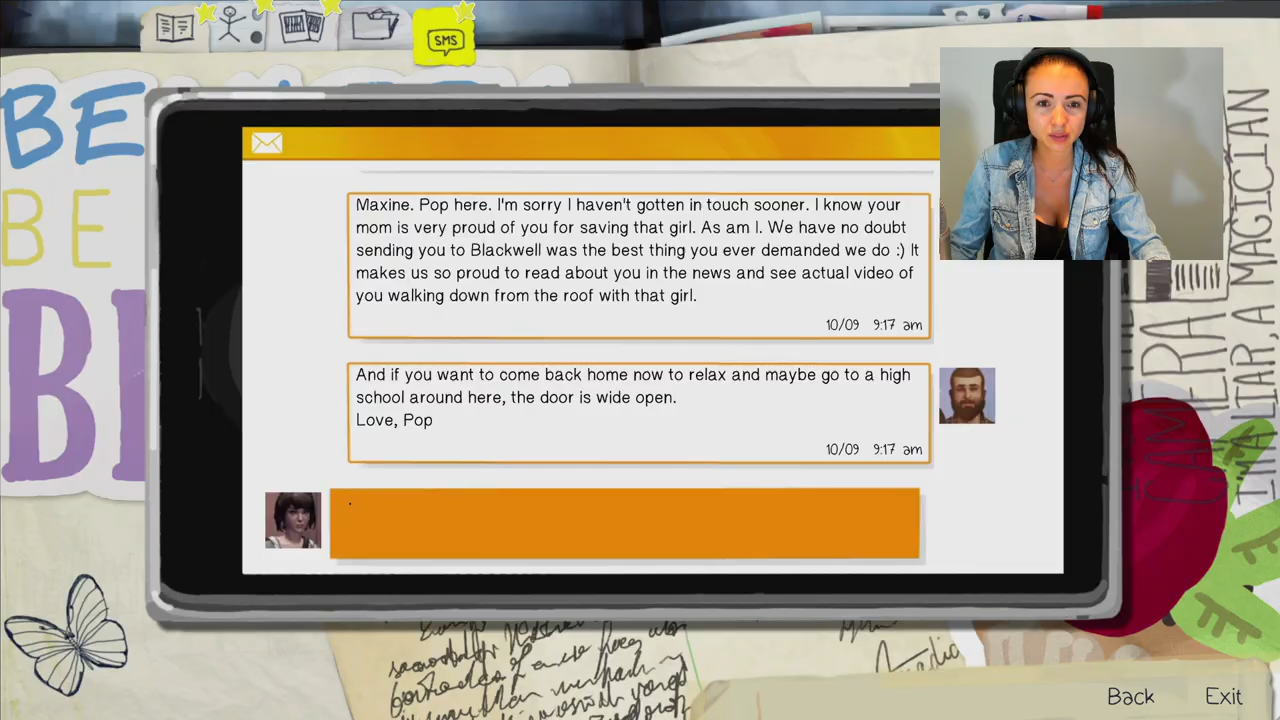 SMS
BE
BE
Maxine. Pop here. I'm sorry I haven't gotten in touch sooner. I know your
mom is very proud of you for saving that girl. As am I. We have no doubt
sending you to Blackwell was the best thing you ever demanded we do :) It
makes us so proud to read about you in the news and see actual video of
you walking down from the roof with that girl.
10/09 9:17 am
And if you want to come back home now to relax and maybe go to a high
school around here, the door is wide open.
Love, Pop
10/09 9:17 am
.
I'M A LIAR, A MAGICIAN
Back
Exit